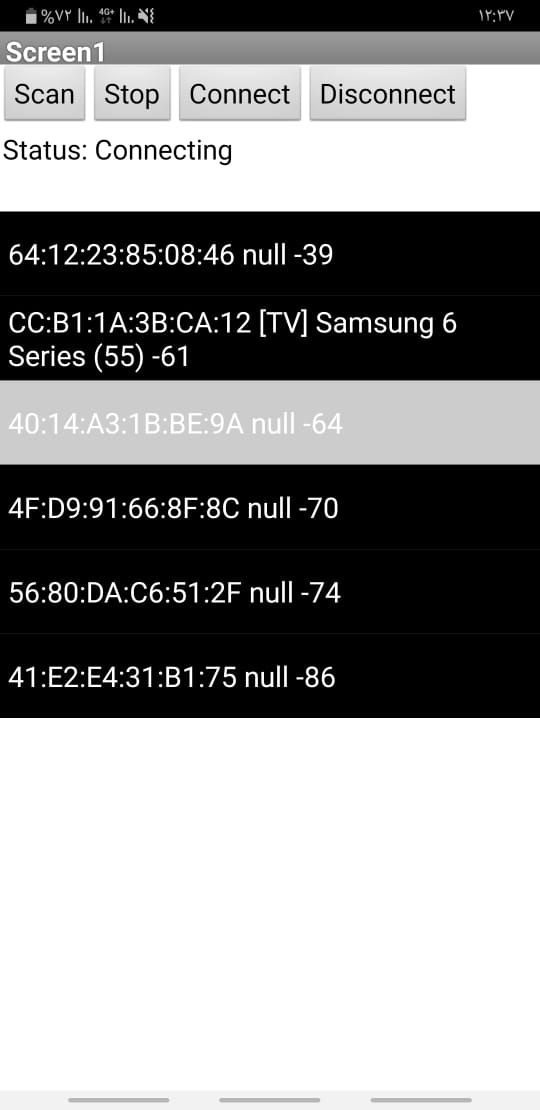 %۷۲ 4G+ ۱۲:۳۷
Screen1
Scan Stop Connect Disconnect
Status: Connecting
64:12:23:85:08:46 null -39
CC:B1:1A:3B:CA:12 [TV] Samsung 6
Series (55) -61
40:14:A3:1B:BE:9A null -64
4F:D9:91:66:8F:8C null -70
56:80:DA:C6:51:2F null -74
41:E2:E4:31:B1:75 null -86